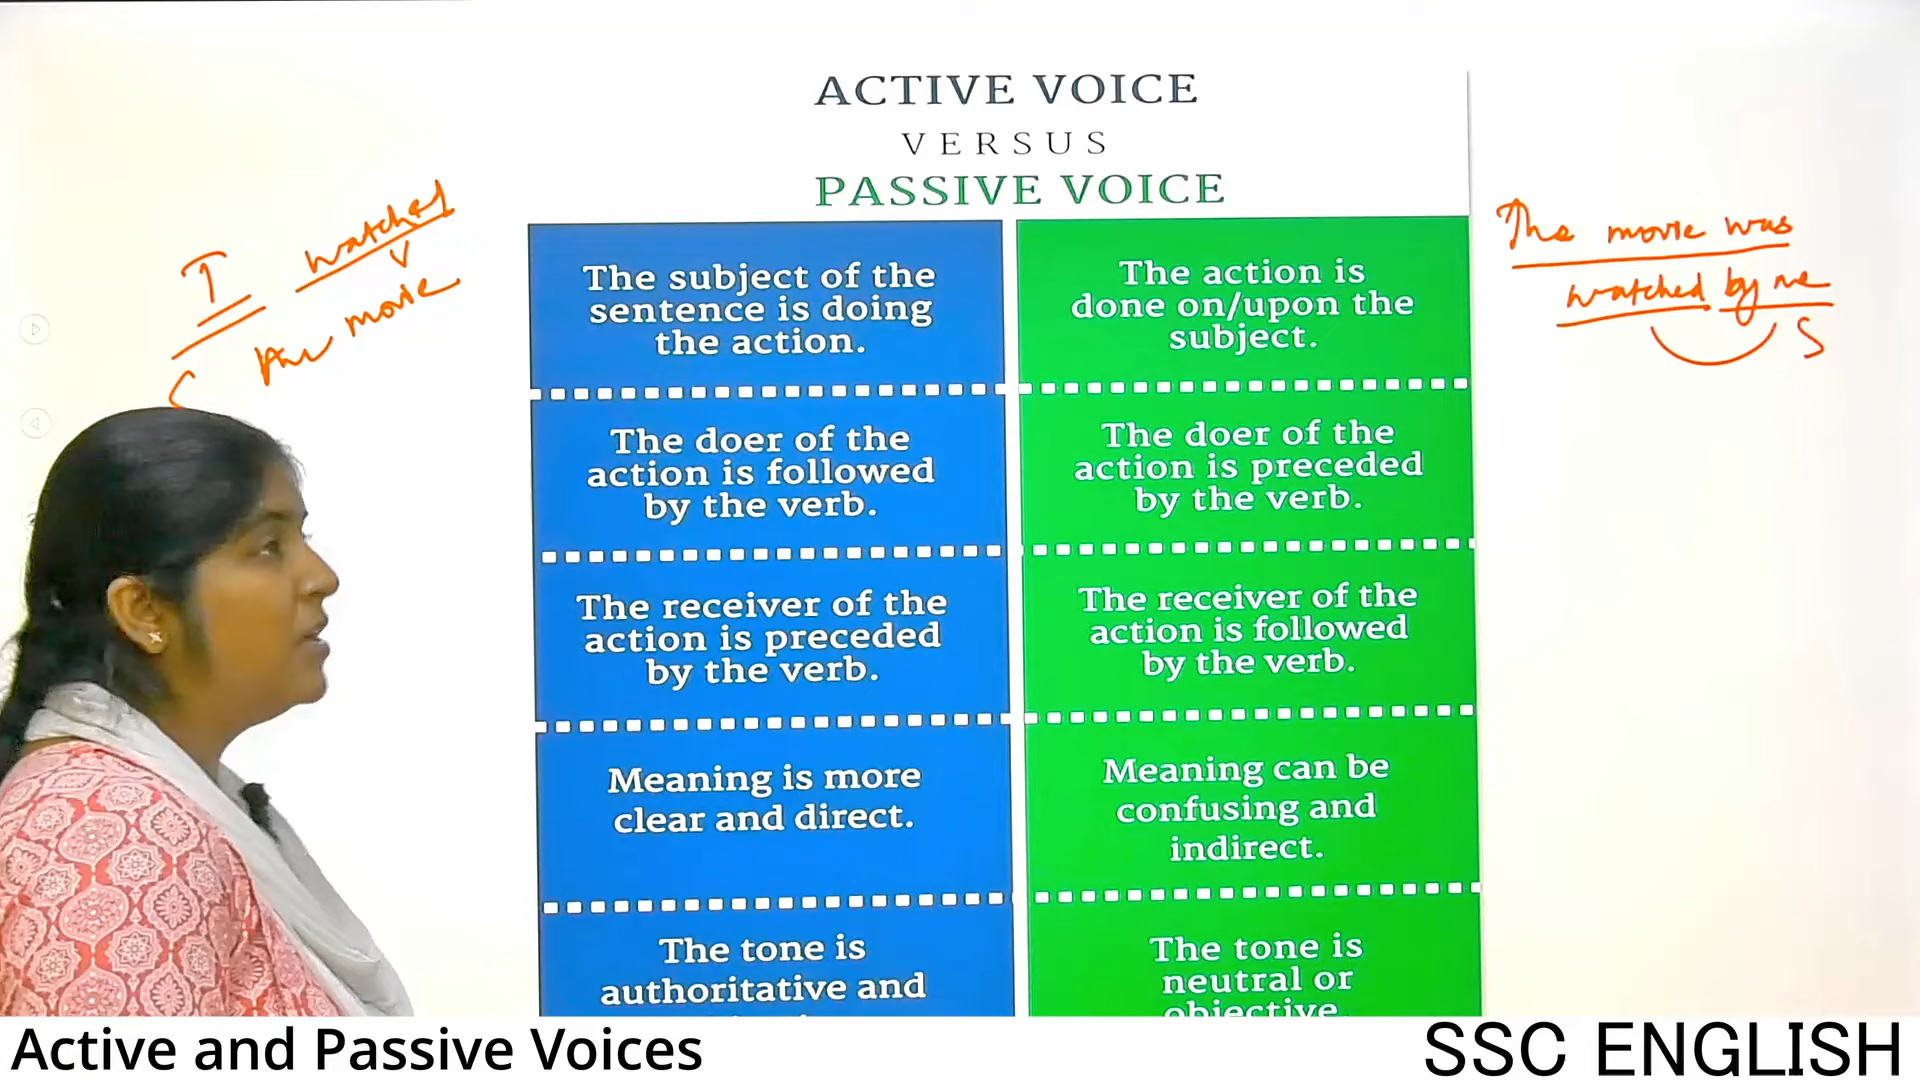 ACTIVE VOICE
VERSUS
PASSIVE VOICE
I watched
V
the movie
S
The movie was
watched by me
S
The subject of the
sentence is doing
the action.
The action is
done on/upon the
subject.
The doer of the
action is followed
by the verb.
The doer of the
action is preceded
by the verb.
The receiver of the
action is preceded
by the verb.
The receiver of the
action is followed
by the verb.
Meaning is more
clear and direct.
Meaning can be
confusing and
indirect.
The tone is
authoritative and
The tone is
neutral or
objective.
Active and Passive Voices
SSC ENGLISH